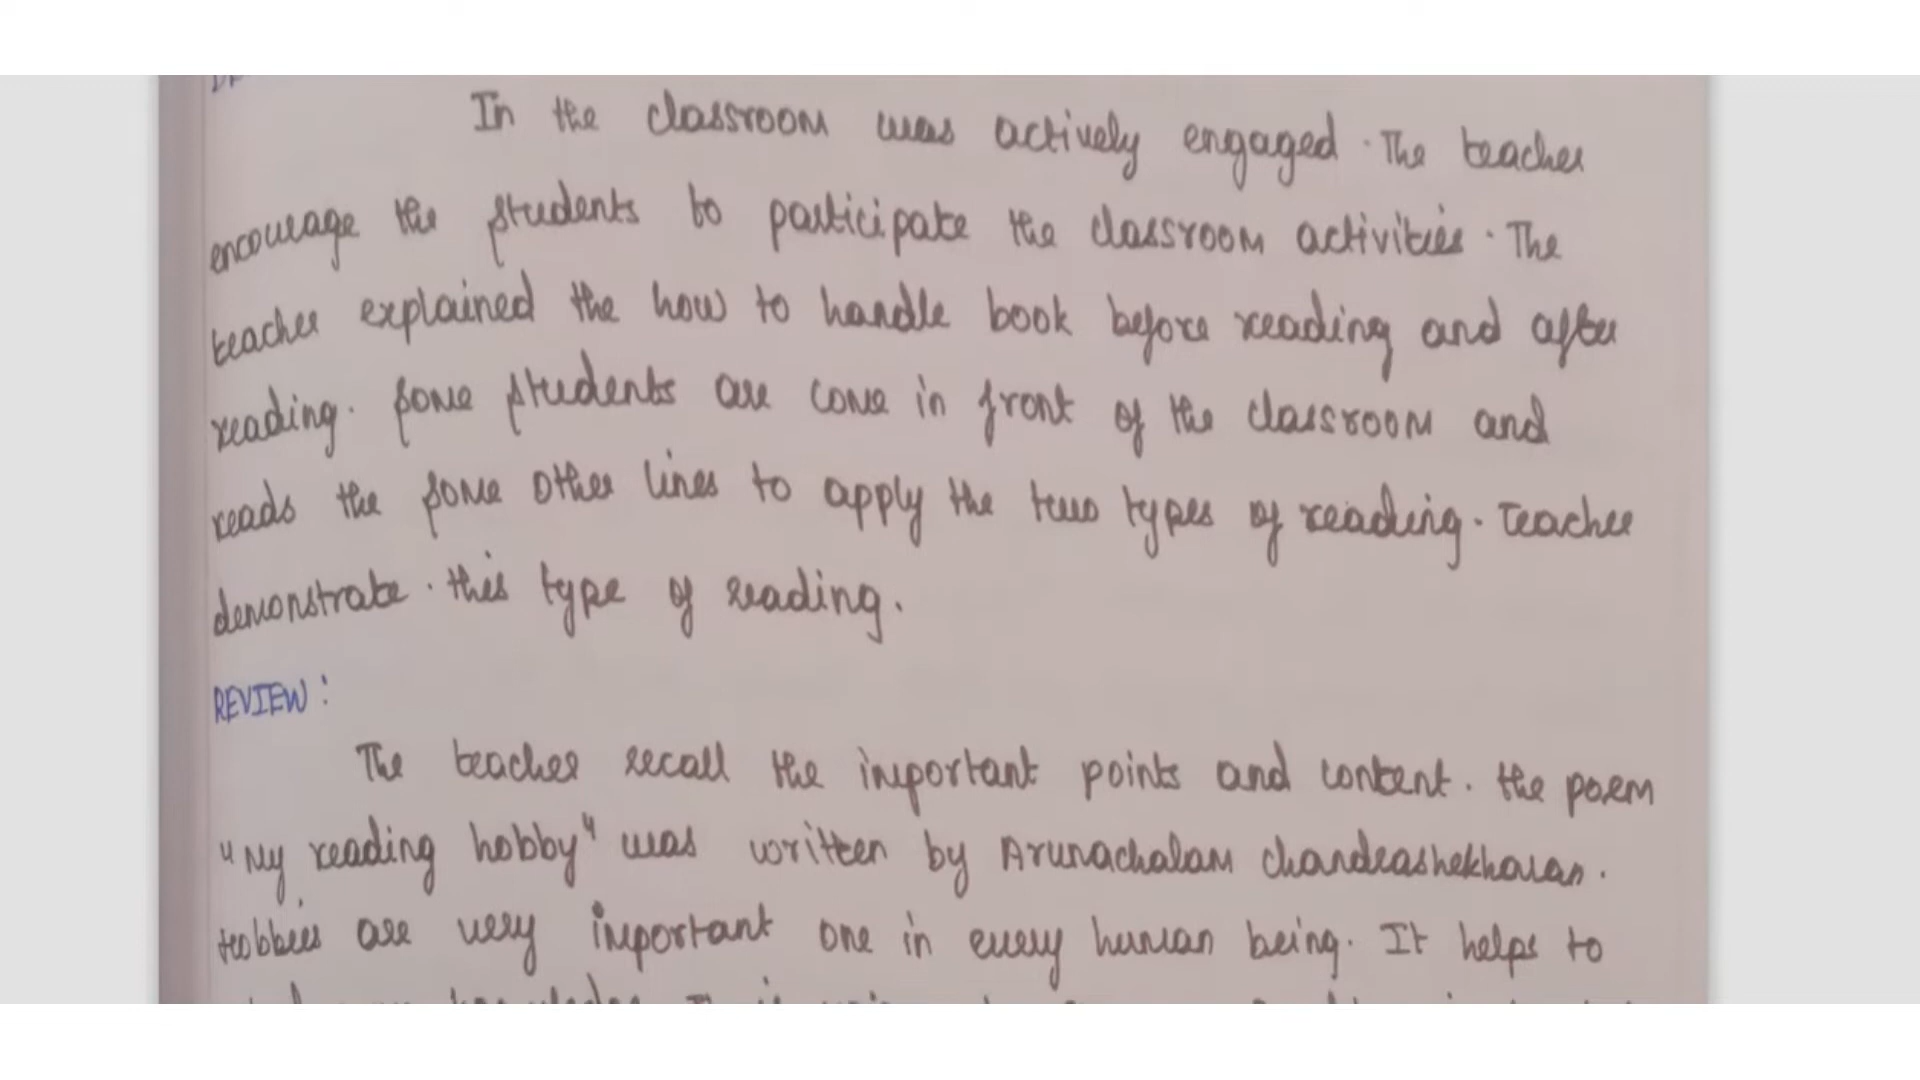 In the classroom was actively engaged. The teacher
encourage the students to participate the classroom activities. The
teacher explained the how to handle book before reading and after
reading. Some students are come in front of the classroom and
reads the some other lines to apply the two types of reading. Teacher
demonstrate. this type of reading.
REVIEW:
The teacher recall the important points and content. the poem
"My reading hobby" was written by Arunachalam chandrashekharan.
Hobbies are very important one in every human being. It helps to